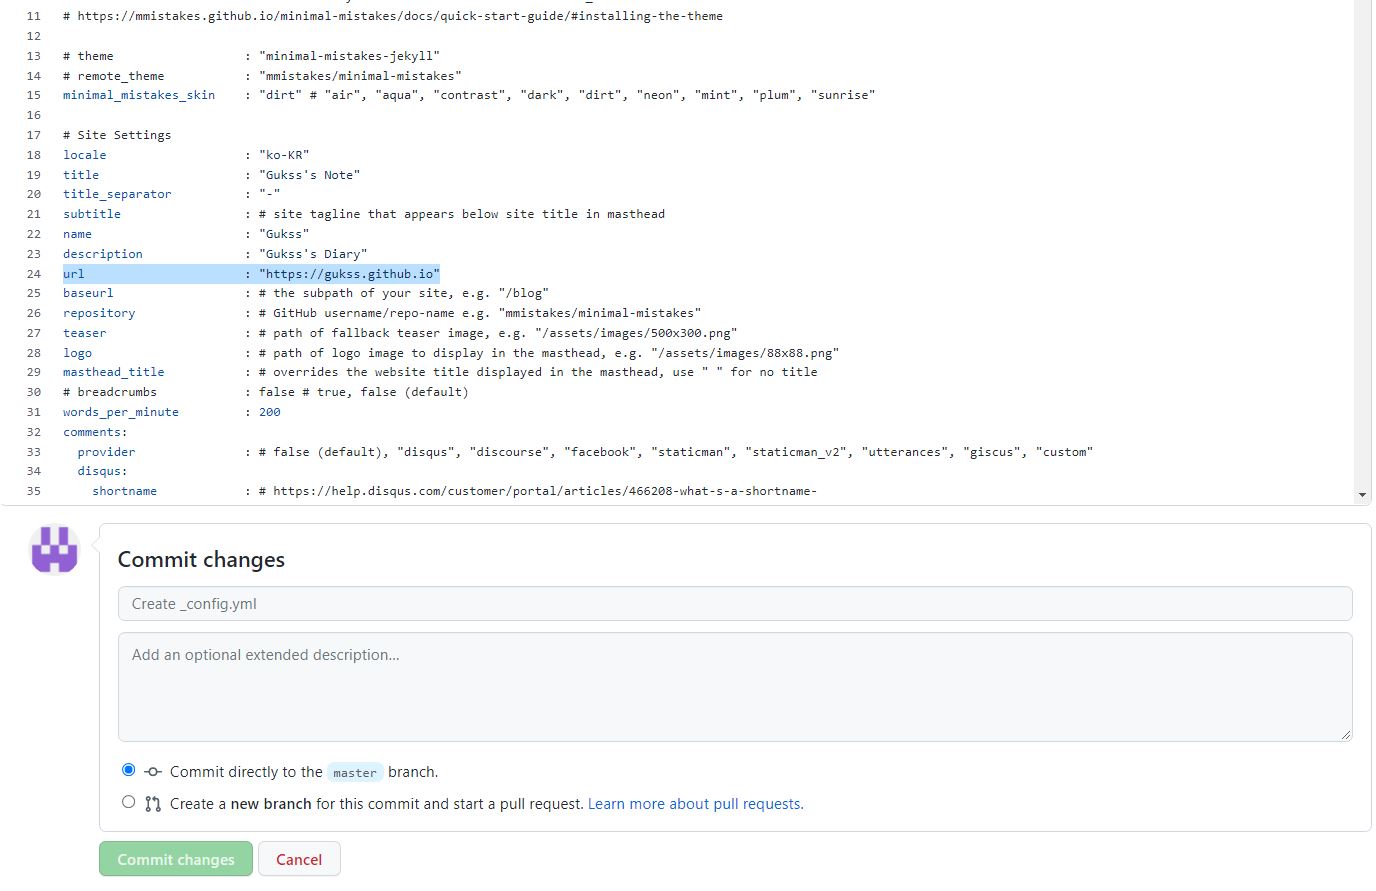 11 # https://mmistakes.github.io/minimal-mistakes/docs/quick-start-guide/#installing-the-theme
12
13 # theme : "minimal-mistakes-jekyll"
14 # remote_theme : "mmistakes/minimal-mistakes"
15 minimal_mistakes_skin : "dirt" # "air", "aqua", "contrast", "dark", "dirt", "neon", "mint", "plum", "sunrise"
16
17 # Site Settings
18 locale : "ko-KR"
19 title : "Gukss's Note"
20 title_separator : "-"
21 subtitle : # site tagline that appears below site title in masthead
22 name : "Gukss"
23 description : "Gukss's Diary"
24 url : "https://gukss.github.io"
25 baseurl : # the subpath of your site, e.g. "/blog"
26 repository : # GitHub username/repo-name e.g. "mmistakes/minimal-mistakes"
27 teaser : # path of fallback teaser image, e.g. "/assets/images/500x300.png"
28 logo : # path of logo image to display in the masthead, e.g. "/assets/images/88x88.png"
29 masthead_title : # overrides the website title displayed in the masthead, use " " for no title
30 # breadcrumbs : false # true, false (default)
31 words_per_minute : 200
32 comments:
33 provider : # false (default), "disqus", "discourse", "facebook", "staticman", "staticman_v2", "utterances", "giscus", "custom"
34 disqus:
35 shortname : # https://help.disqus.com/customer/portal/articles/466208-what-s-a-shortname-
Commit changes
Create _config.yml
Add an optional extended description...
Commit directly to the master branch.
Create a new branch for this commit and start a pull request. Learn more about pull requests.
Commit changes Cancel